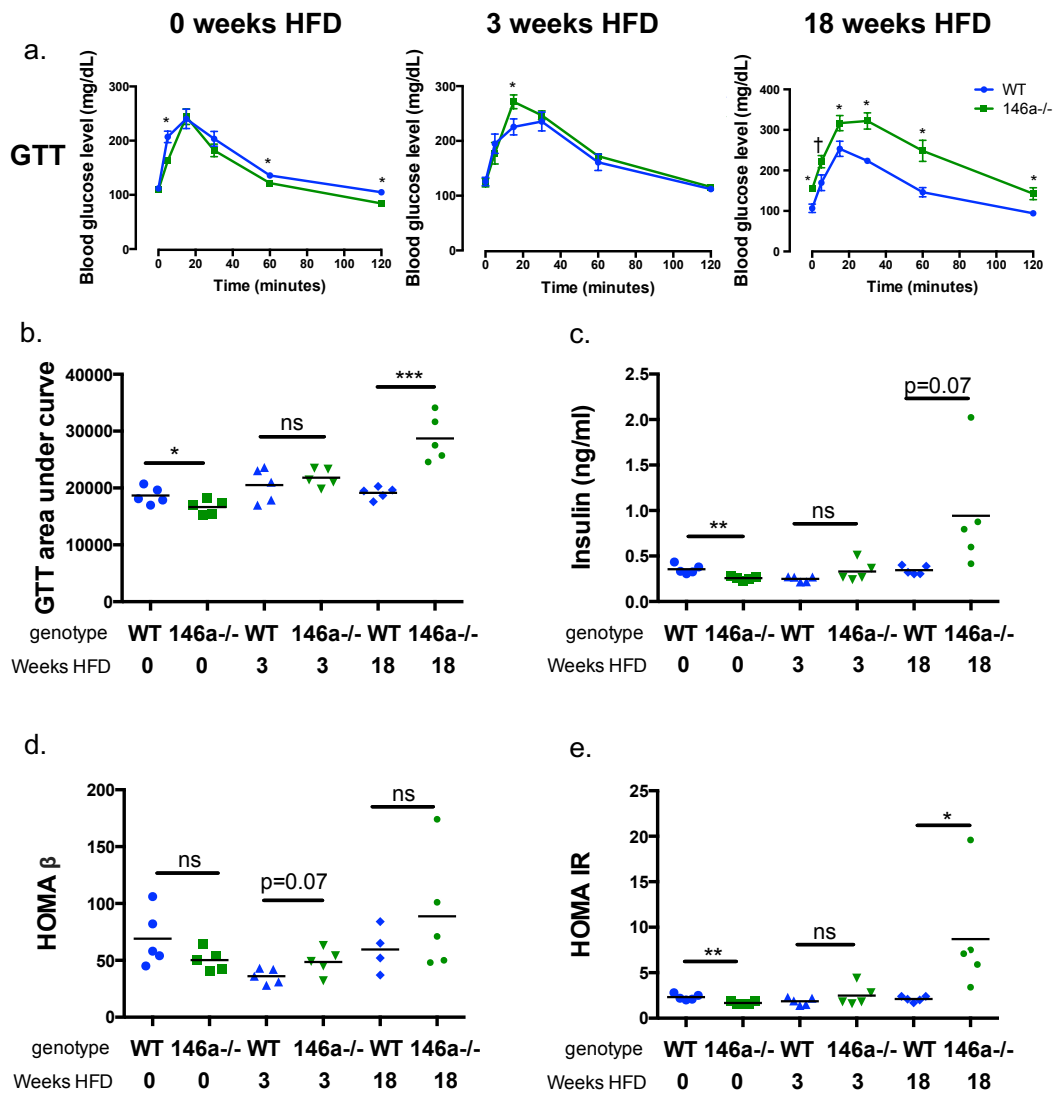 0 weeks HFD 3 weeks HFD 18 weeks HFD
a.
GTT
Blood glucose level (mg/dL)
300
200
100
0
* * *
0 20 40 60 80 100 120
Time (minutes)
Blood glucose level (mg/dL)
300
200
100
0
*
0 20 40 60 80 100 120
Time (minutes)
Blood glucose level (mg/dL)
400
300
200
100
0
* † * * * *
0 20 40 60 80 100 120
Time (minutes)
WT
146a-/-
b.
GTT area under curve
40000
30000
20000
10000
0
* ns ***
genotype WT 146a-/- WT 146a-/- WT 146a-/-
Weeks HFD 0 0 3 3 18 18
c.
Insulin (ng/ml)
2.5
2.0
1.5
1.0
0.5
0.0
** ns p=0.07
genotype WT 146a-/- WT 146a-/- WT 146a-/-
Weeks HFD 0 0 3 3 18 18
d.
HOMA β
200
150
100
50
0
ns p=0.07 ns
genotype WT 146a-/- WT 146a-/- WT 146a-/-
Weeks HFD 0 0 3 3 18 18
e.
HOMA IR
25
20
15
10
5
0
** ns *
genotype WT 146a-/- WT 146a-/- WT 146a-/-
Weeks HFD 0 0 3 3 18 18